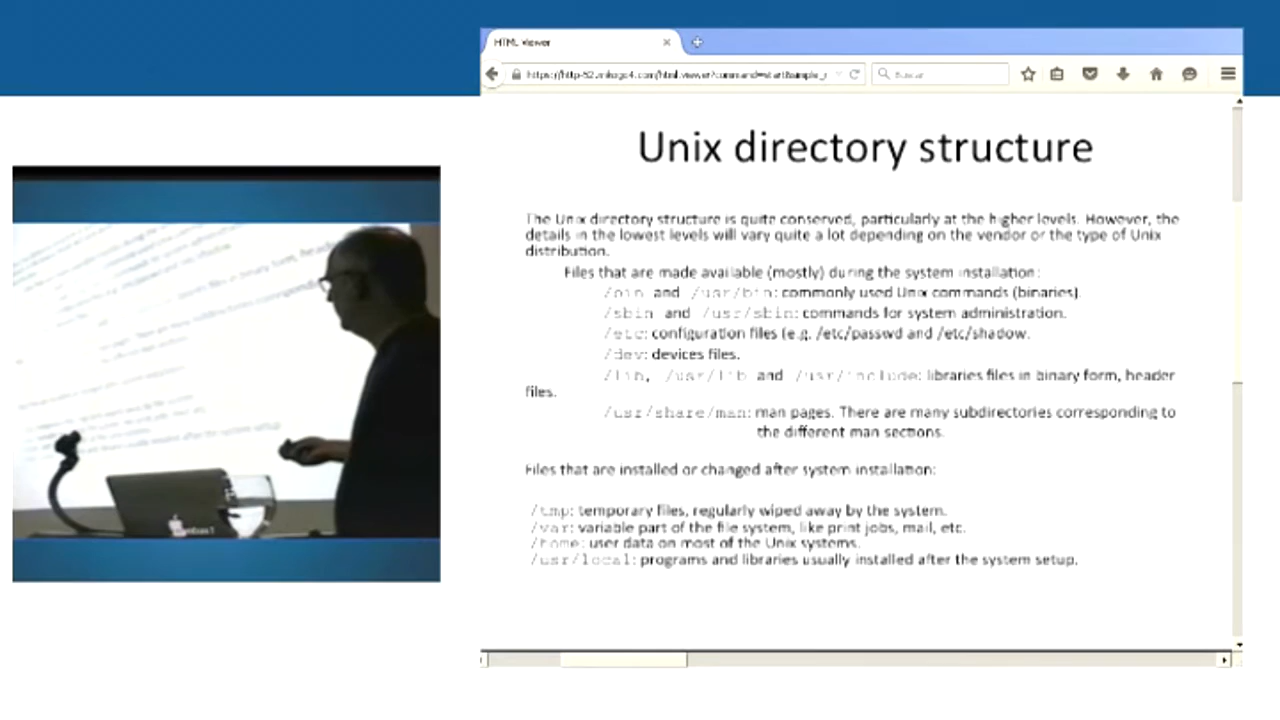 HTML viewer
Buscar
Unix directory structure
The Unix directory structure is quite conserved, particularly at the higher levels. However, the
details in the lowest levels will vary quite a lot depending on the vendor or the type of Unix
distribution.
Files that are made available (mostly) during the system installation:
/bin and /usr/bin: commonly used Unix commands (binaries).
/sbin and /usr/sbin: commands for system administration.
/etc: configuration files (e.g. /etc/passwd and /etc/shadow.
/dev: devices files.
/lib, /usr/lib and /usr/include: libraries files in binary form, header
files.
/usr/share/man: man pages. There are many subdirectories corresponding to
the different man sections.
Files that are installed or changed after system installation:
/tmp: temporary files, regularly wiped away by the system.
/var: variable part of the file system, like print jobs, mail, etc.
/home: user data on most of the Unix systems.
/usr/local: programs and libraries usually installed after the system setup.